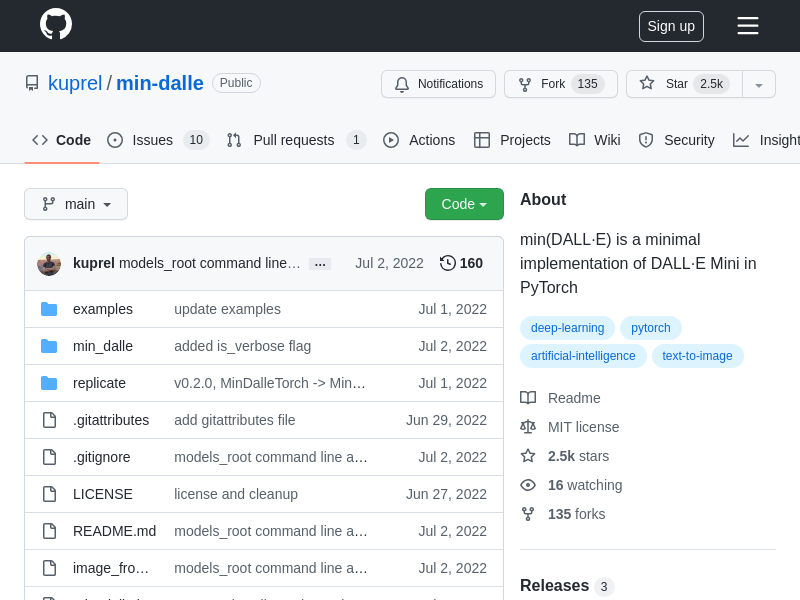 Sign up
kuprel / min-dalle Public
Notifications Fork 135 Star 2.5k
Code Issues 10 Pull requests 1 Actions Projects Wiki Security Insight
main Code
kuprel models_root command line… … Jul 2, 2022 160
examples update examples Jul 1, 2022
min_dalle added is_verbose flag Jul 2, 2022
replicate v0.2.0, MinDalleTorch -> Min… Jul 1, 2022
.gitattributes add gitattributes file Jun 29, 2022
.gitignore models_root command line a… Jul 2, 2022
LICENSE license and cleanup Jun 27, 2022
README.md models_root command line a… Jul 2, 2022
image_fro… models_root command line a… Jul 2, 2022
About
min(DALL·E) is a minimal
implementation of DALL·E Mini in
PyTorch
deep-learning pytorch
artificial-intelligence text-to-image
Readme
MIT license
2.5k stars
16 watching
135 forks
Releases 3